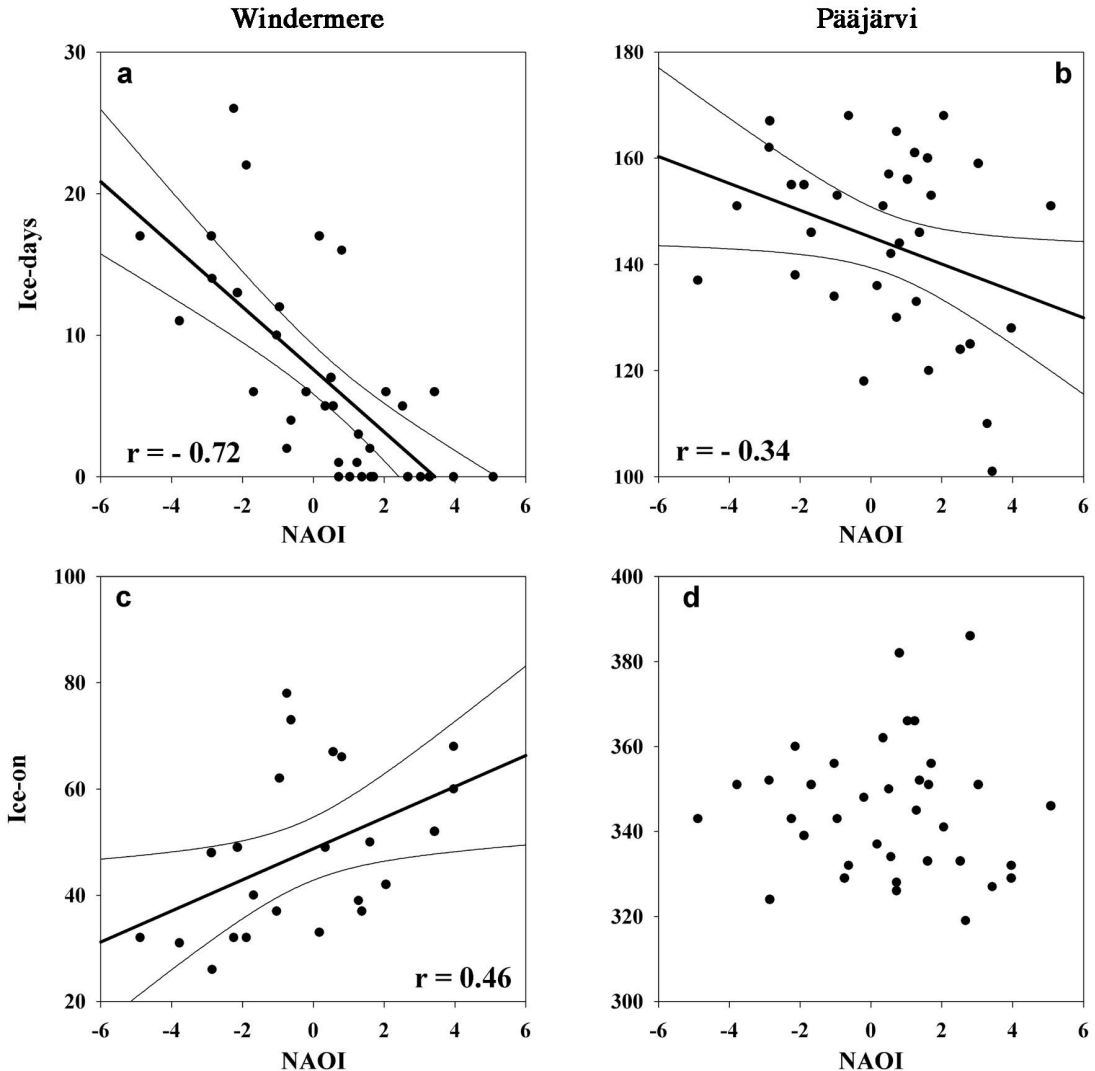 Windermere Pääjärvi
a
b
30
20
10
0
Ice-days
r = - 0.72
-6 -4 -2 0 2 4 6
NAOI
180
160
140
120
100
r = - 0.34
-6 -4 -2 0 2 4 6
NAOI
c
d
100
80
60
40
20
Ice-on
r = 0.46
-6 -4 -2 0 2 4 6
NAOI
400
380
360
340
320
300
-6 -4 -2 0 2 4 6
NAOI